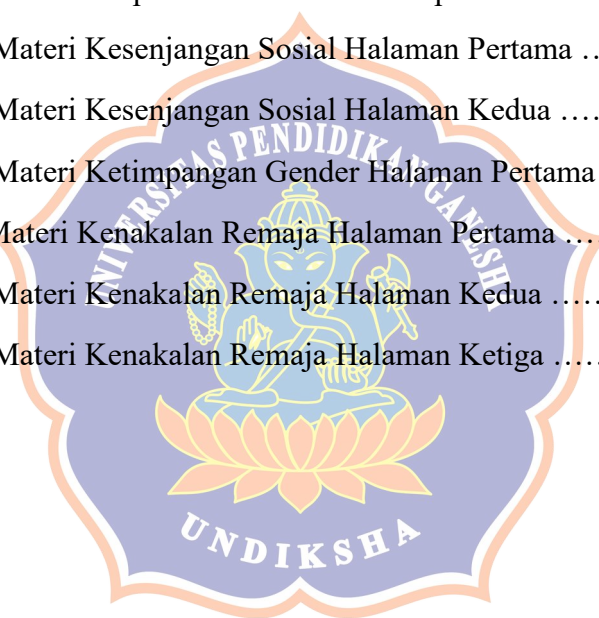 Materi Kesenjangan Sosial Halaman Pertama …
Materi Kesenjangan Sosial Halaman Kedua ….
Materi Ketimpangan Gender Halaman Pertama
Materi Kenakalan Remaja Halaman Pertama …
Materi Kenakalan Remaja Halaman Kedua …..
Materi Kenakalan Remaja Halaman Ketiga …..
UNIVERSITAS PENDIDIKAN GANESHA
UNDIKSHA